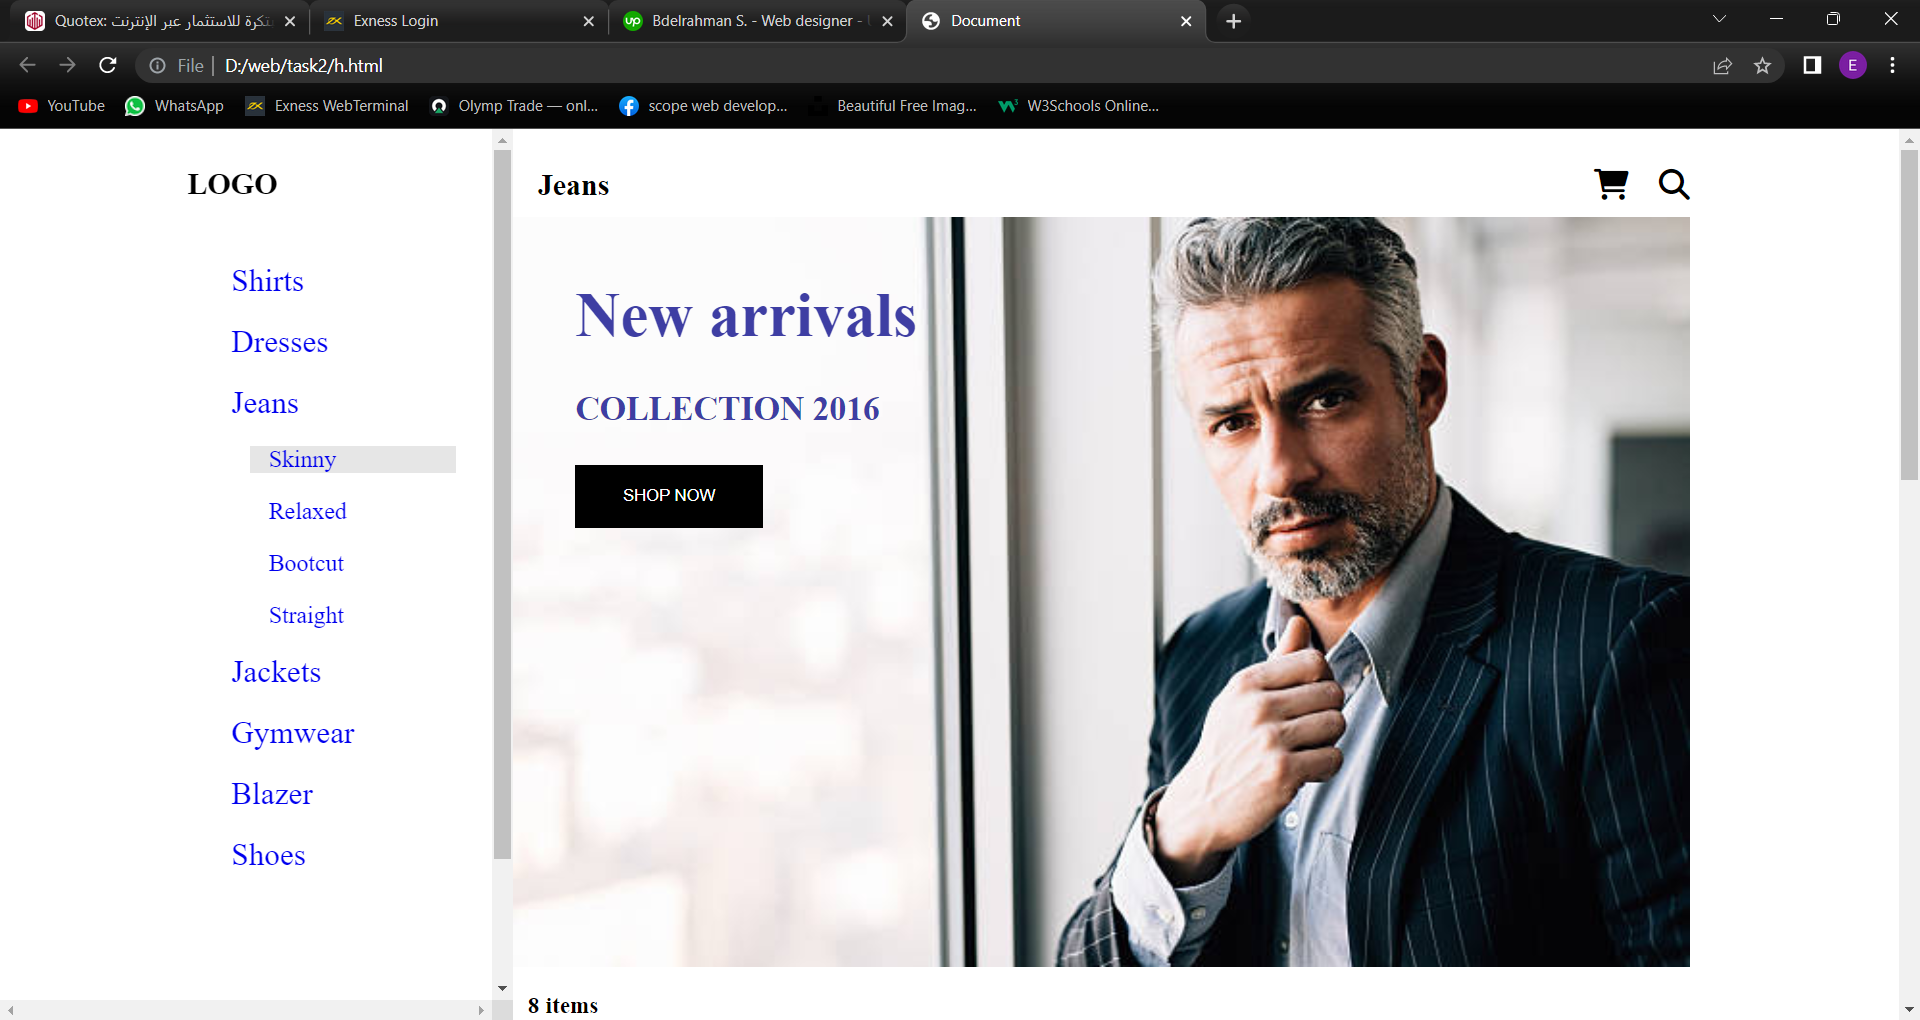 Quotex: تكرة للاستثمار عبر الإنترنت
Exness Login
Bdelrahman S. - Web designer -
Document
File
D:/web/task2/h.html
E
YouTube
WhatsApp
Exness WebTerminal
Olymp Trade — onl...
scope web develop...
Beautiful Free Imag...
W3Schools Online...
LOGO
Shirts
Dresses
Jeans
Skinny
Relaxed
Bootcut
Straight
Jackets
Gymwear
Blazer
Shoes
Jeans
New arrivals
COLLECTION 2016
SHOP NOW
8 items